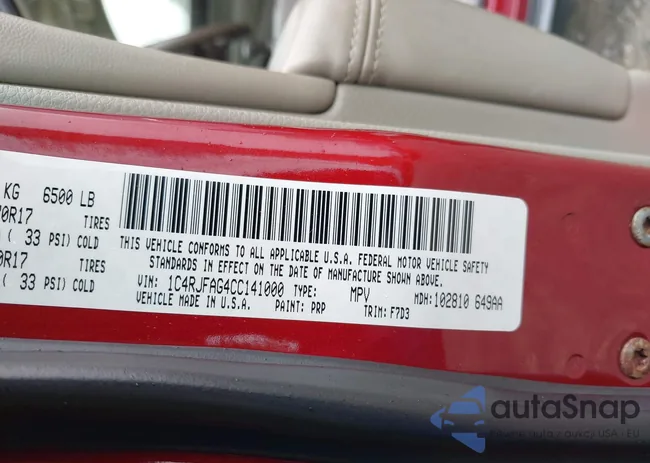 KG 6500 LB
0R17 TIRES
( 33 PSI) COLD
0R17 TIRES
( 33 PSI) COLD
THIS VEHICLE CONFORMS TO ALL APPLICABLE U.S.A. FEDERAL MOTOR VEHICLE SAFETY
STANDARDS IN EFFECT ON THE DATE OF MANUFACTURE SHOWN ABOVE.
VIN: 1C4RJFAG4CC141000 TYPE: MPV MDH: 102810 649AA
VEHICLE MADE IN U.S.A. PAINT: PRP TRIM: F7D3
autaSnap